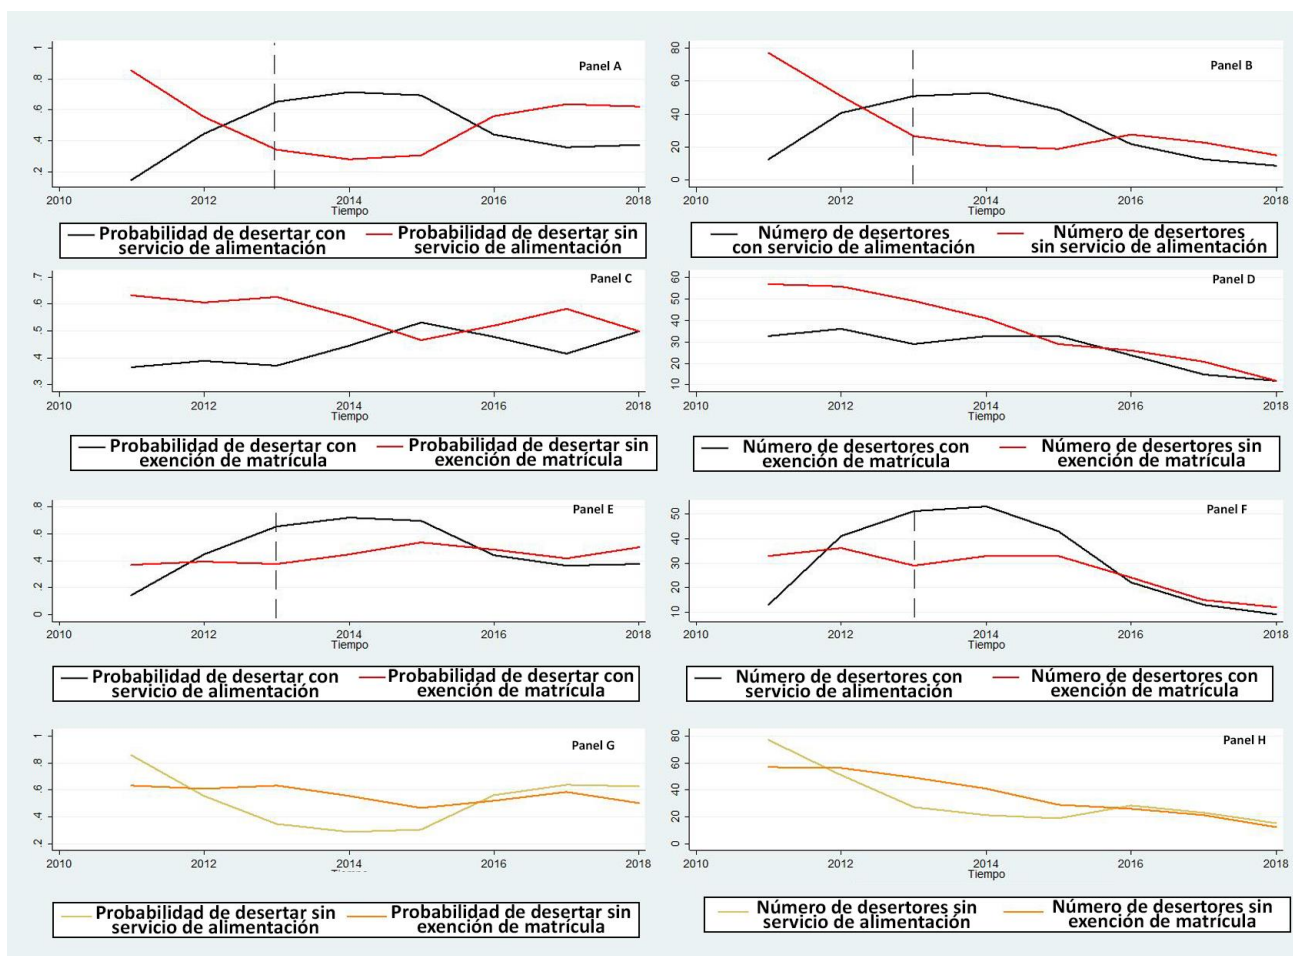 Panel A
1
.8
.6
.4
.2
2010 2012 2014 2016 2018
Tiempo
Probabilidad de desertar con Probabilidad de desertar sin
servicio de alimentación servicio de alimentación
Panel B
80
60
40
20
0
2010 2012 2014 2016 2018
Tiempo
Número de desertores Número de desertores
con servicio de alimentación sin servicio de alimentación
Panel C
.7
.6
.5
.4
.3
2010 2012 2014 2016 2018
Tiempo
Probabilidad de desertar con Probabilidad de desertar sin
exención de matrícula exención de matrícula
Panel D
60
50
40
30
20
10
2010 2012 2014 2016 2018
Tiempo
Número de desertores con Número de desertores sin
exención de matrícula exención de matrícula
Panel E
.8
.6
.4
.2
0
2010 2012 2014 2016 2018
Tiempo
Probabilidad de desertar con Probabilidad de desertar con
servicio de alimentación exención de matrícula
Panel F
50
40
30
20
10
2010 2012 2014 2016 2018
Tiempo
Número de desertores con Número de desertores con
servicio de alimentación exención de matrícula
Panel G
1
.8
.6
.4
.2
2010 2012 2014 2016 2018
Probabilidad de desertar sin Probabilidad de desertar sin
servicio de alimentación exención de matrícula
Panel H
80
60
40
20
0
2010 2012 2014 2016 2018
Tiempo
Número de desertores sin Número de desertores sin
servicio de alimentación exención de matrícula